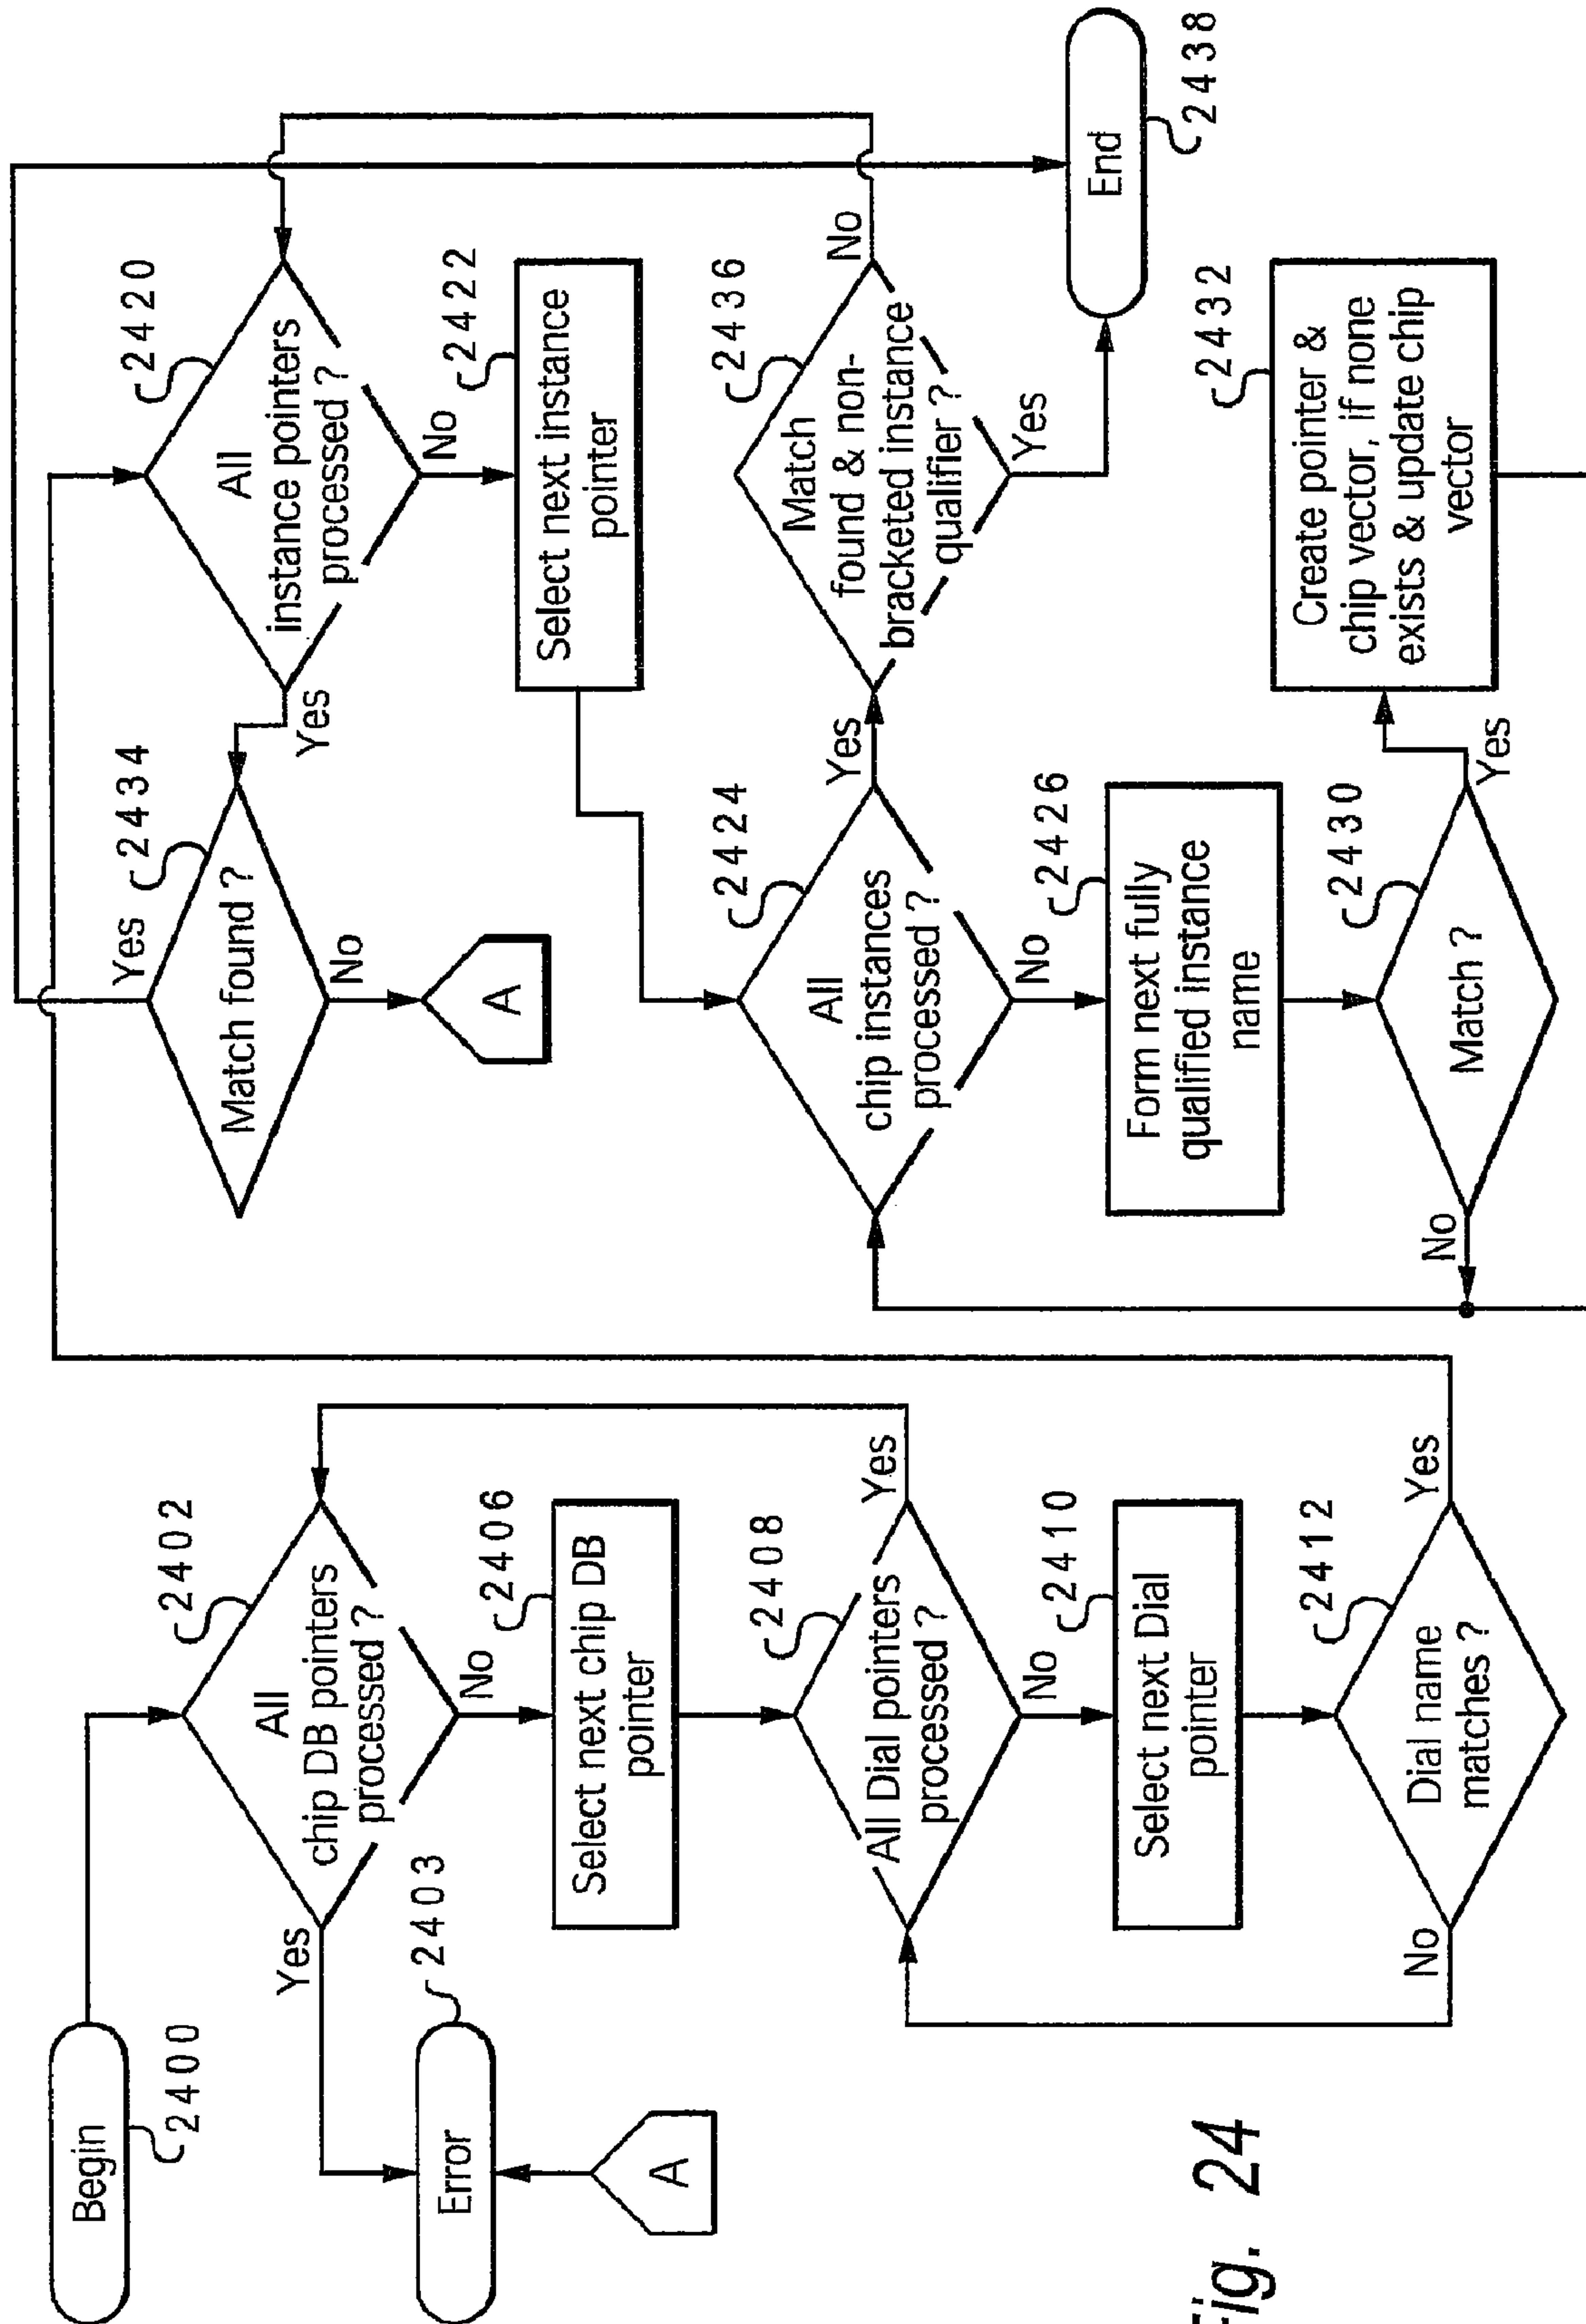 Begin
2400
All
chip DB pointers
processed ?
2402
Yes
No
Error
2403
A
Select next chip DB
pointer
2406
All Dial pointers
processed ?
2408
Yes
No
Select next Dial
pointer
2410
Dial name
matches ?
2412
No
Yes
Match found ?
2434
Yes
No
A
All
instance pointers
processed ?
2420
Yes
No
Select next instance
pointer
2422
All
chip instances
processed ?
2424
Yes
No
Match
found & non-
bracketed instance
qualifier ?
2436
No
Yes
End
2438
Form next fully
qualified instance
name
2426
Match ?
2430
No
Yes
Create pointer &
chip vector, if none
exists & update chip
vector
2432
Fig. 24